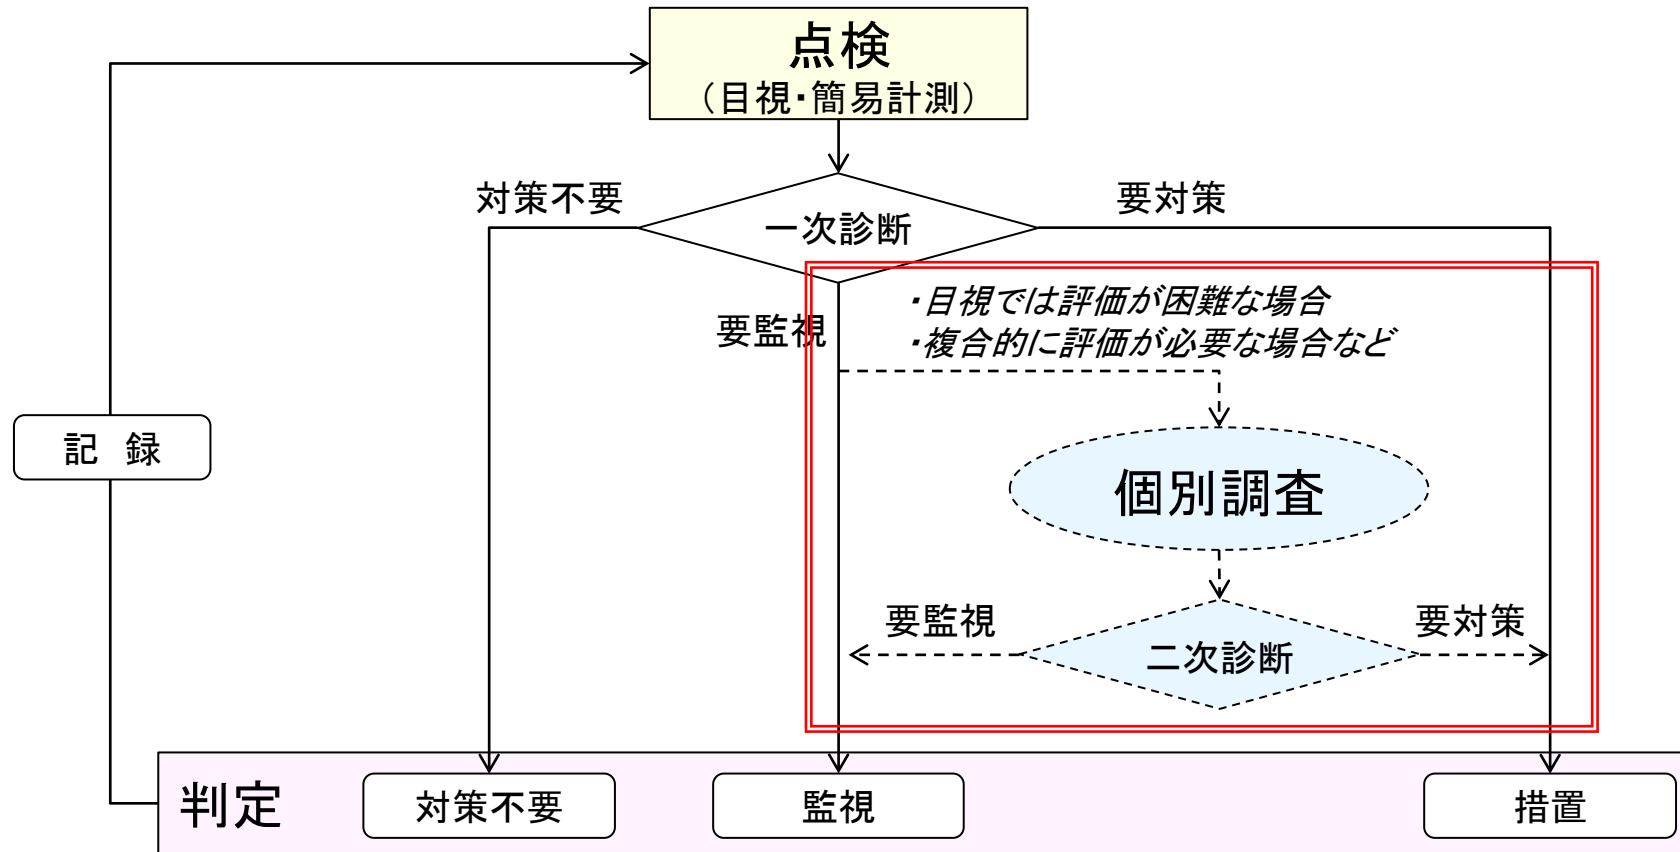 点検
（目視・簡易計測）
対策不要
要対策
一次診断
・目視では評価が困難な場合
要監視
・複合的に評価が必要な場合など
記　録
個別調査
要監視
要対策
二次診断
判定
対策不要
監視
措置